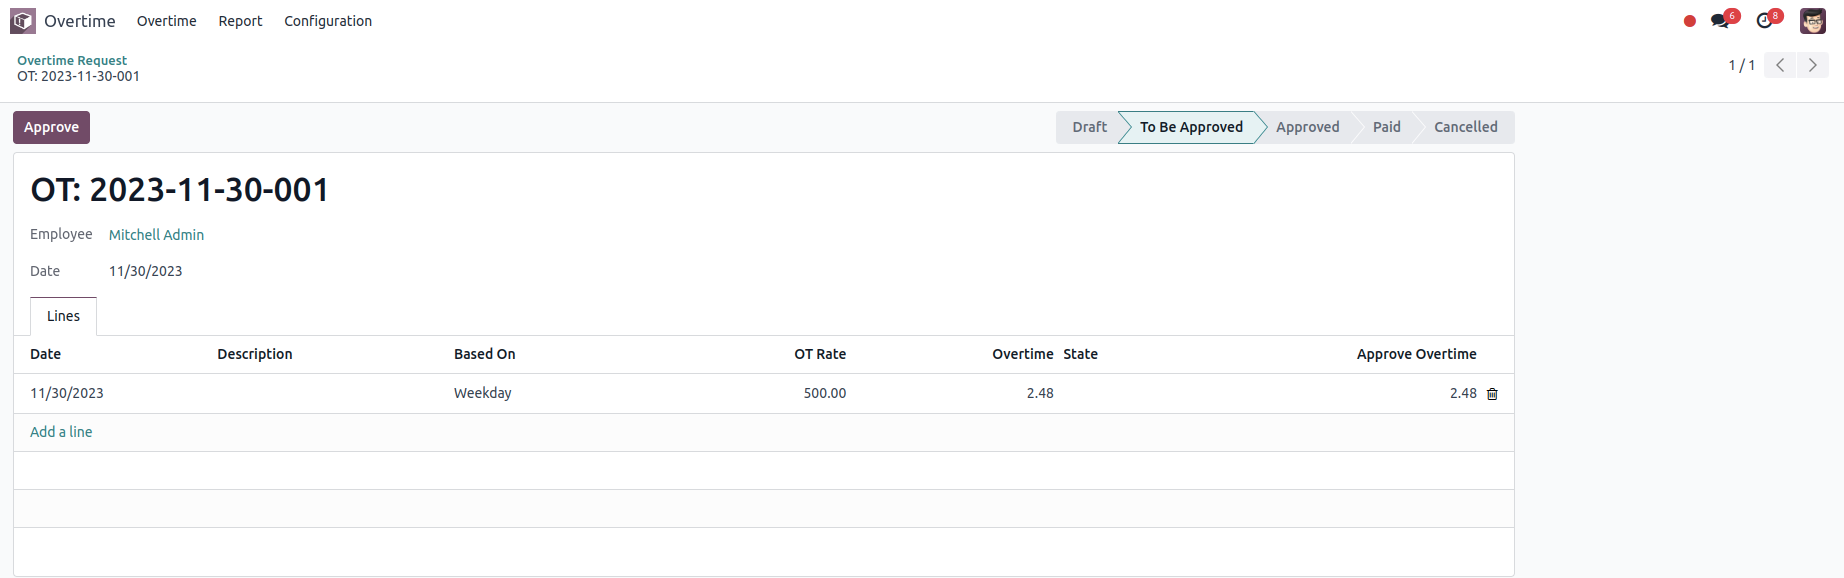 Overtime Overtime Report Configuration 6 8
Overtime Request
OT: 2023-11-30-001
1 / 1
Approve
Draft To Be Approved Approved Paid Cancelled
OT: 2023-11-30-001
Employee Mitchell Admin
Date 11/30/2023
Lines
Date Description Based On OT Rate Overtime State Approve Overtime
11/30/2023 Weekday 500.00 2.48 2.48
Add a line